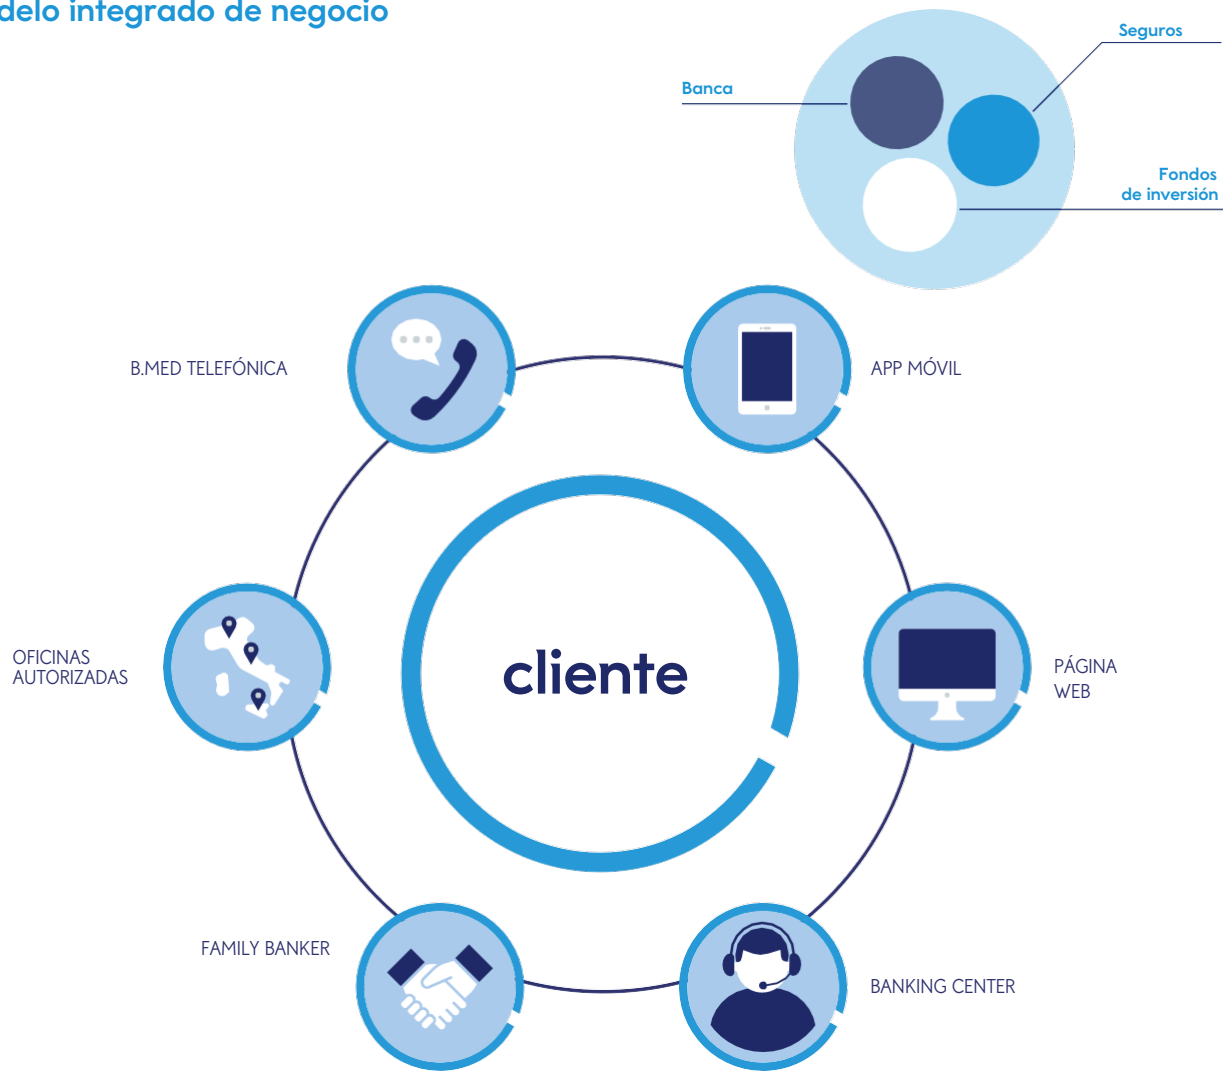 delo integrado de negocio
Seguros
Banca
Fondos
de inversión
B.MED TELEFÓNICA
APP MÓVIL
OFICINAS
AUTORIZADAS
cliente
PÁGINA
WEB
FAMILY BANKER
BANKING CENTER